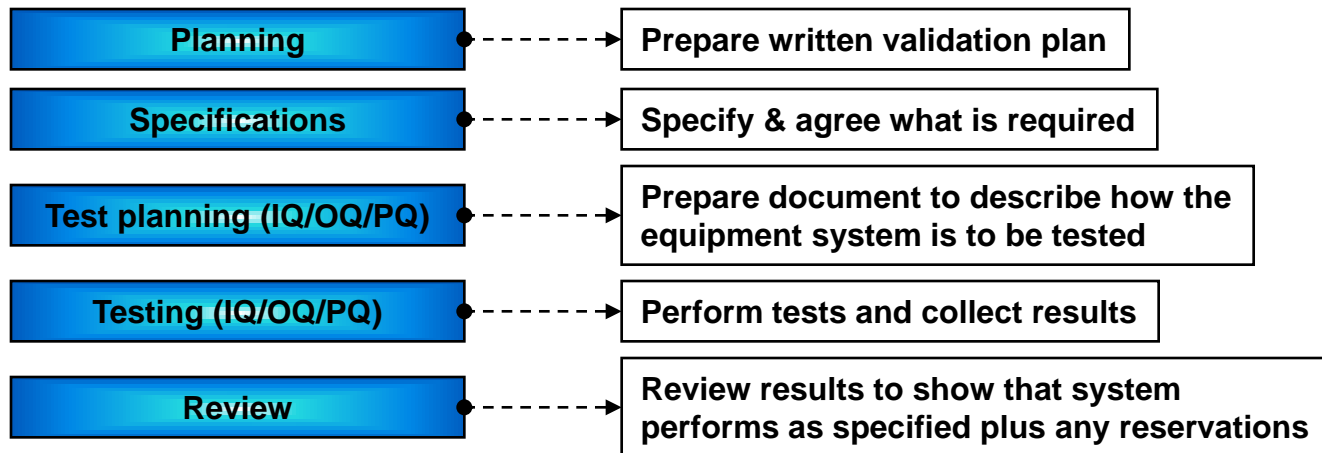 Planning
Prepare written validation plan
Specifications
Specify & agree what is required
Test planning (IQ/OQ/PQ)
Prepare document to describe how the
equipment system is to be tested
Testing (IQ/OQ/PQ)
Perform tests and collect results
Review
Review results to show that system
performs as specified plus any reservations